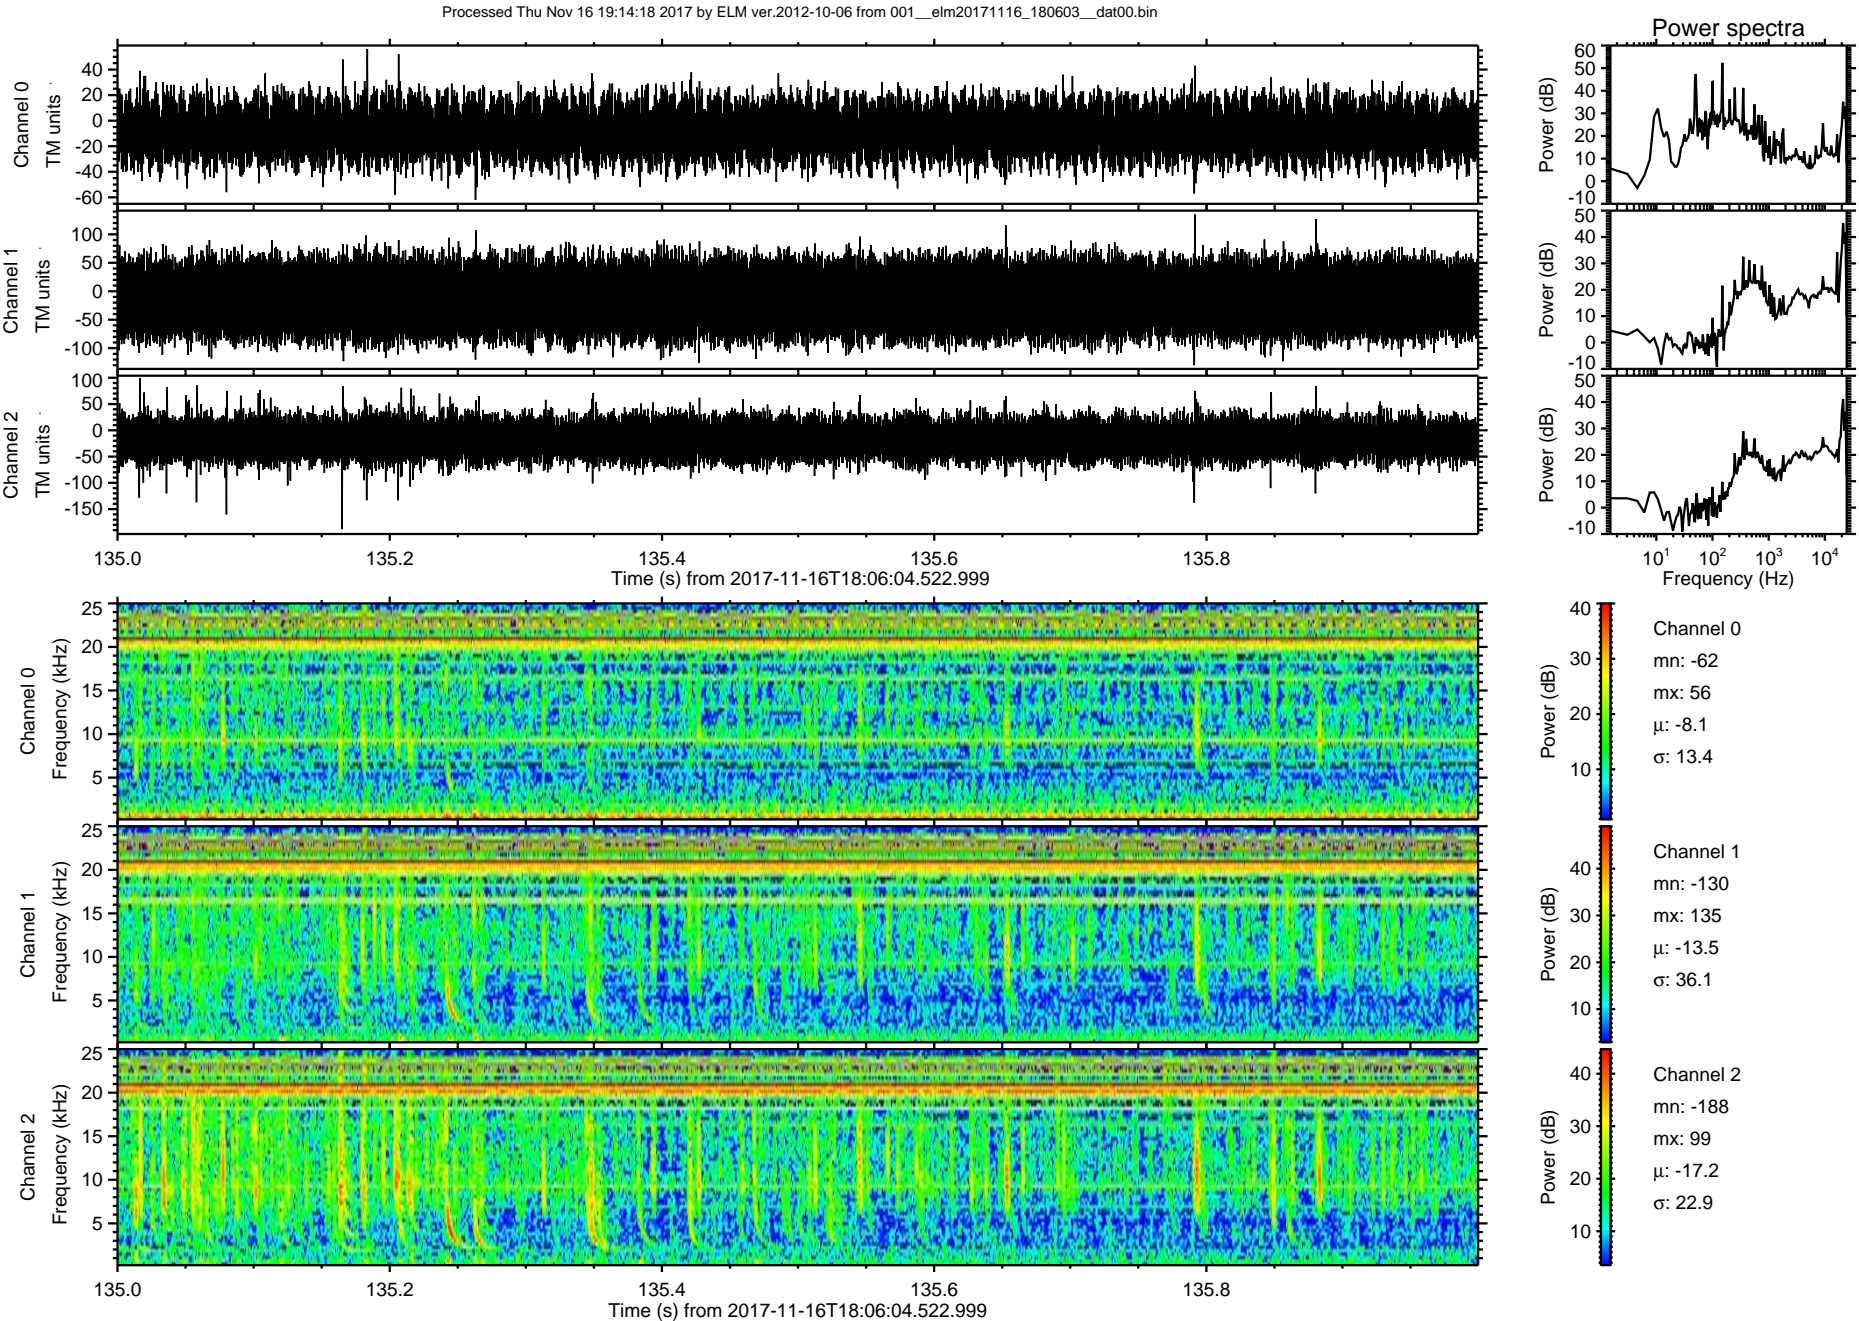 Processed Thu Nov 16 19:14:18 2017 by ELM ver.2012-10-06 from 001__elm20171116_180603__dat00.bin
Power spectra
Channel 0
TM units
40
20
0
-20
-40
-60
Power (dB)
60
50
40
30
20
10
0
-10
Channel 1
TM units
100
50
0
-50
-100
Power (dB)
50
40
30
20
10
0
-10
Channel 2
TM units
100
50
0
-50
-100
-150
Power (dB)
50
40
30
20
10
0
-10
135.0 135.2 135.4 135.6 135.8
Time (s) from 2017-11-16T18:06:04.522.999
10¹ 10² 10³ 10⁴
Frequency (Hz)
Channel 0
Frequency (kHz)
25
20
15
10
5
Power (dB)
40
30
20
10
Channel 0
mn: -62
mx: 56
μ: -8.1
σ: 13.4
Channel 1
Frequency (kHz)
25
20
15
10
5
Power (dB)
40
30
20
10
Channel 1
mn: -130
mx: 135
μ: -13.5
σ: 36.1
Channel 2
Frequency (kHz)
25
20
15
10
5
Power (dB)
40
30
20
10
Channel 2
mn: -188
mx: 99
μ: -17.2
σ: 22.9
135.0 135.2 135.4 135.6 135.8
Time (s) from 2017-11-16T18:06:04.522.999